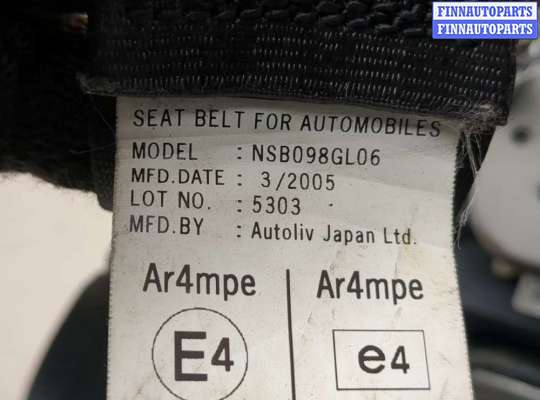 FINNAUTOPARTS
FINNAUTOPARTS
SEAT BELT FOR AUTOMOBILES
MODEL : NSB098GL06
MFD.DATE : 3/2005
LOT NO. : 5303
MFD.BY : Autoliv Japan Ltd.
Ar4mpe Ar4mpe
E4 e4